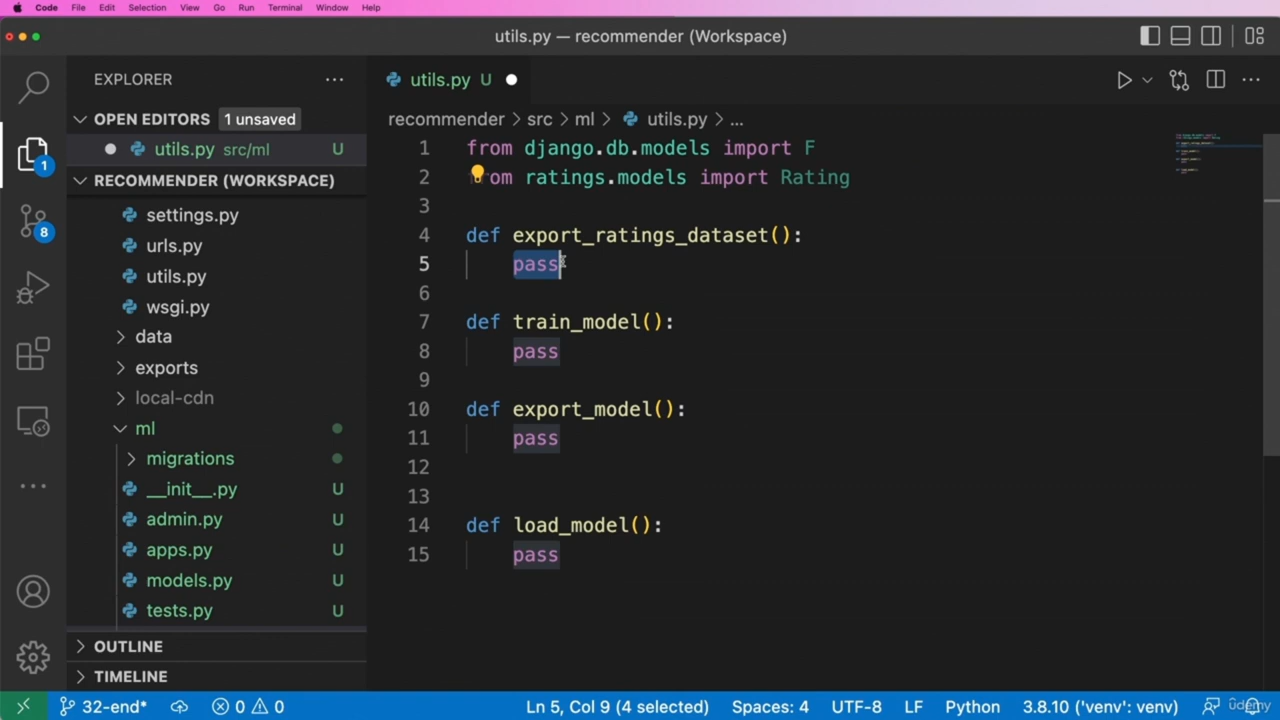 Code File Edit Selection View Go Run Terminal Window Help
utils.py — recommender (Workspace)
EXPLORER
OPEN EDITORS 1 unsaved
utils.py src/ml U
RECOMMENDER (WORKSPACE)
settings.py
urls.py
utils.py
wsgi.py
data
exports
local-cdn
ml
migrations
__init__.py U
admin.py U
apps.py U
models.py U
tests.py U
OUTLINE
TIMELINE
1
8
utils.py U
recommender > src > ml > utils.py > ...
1 from django.db.models import F
2 from ratings.models import Rating
3
4 def export_ratings_dataset():
5 pass
6
7 def train_model():
8 pass
9
10 def export_model():
11 pass
12
13
14 def load_model():
15 pass
32-end* 0 0 Ln 5, Col 9 (4 selected) Spaces: 4 UTF-8 LF Python 3.8.10 ('venv': venv)
udemy